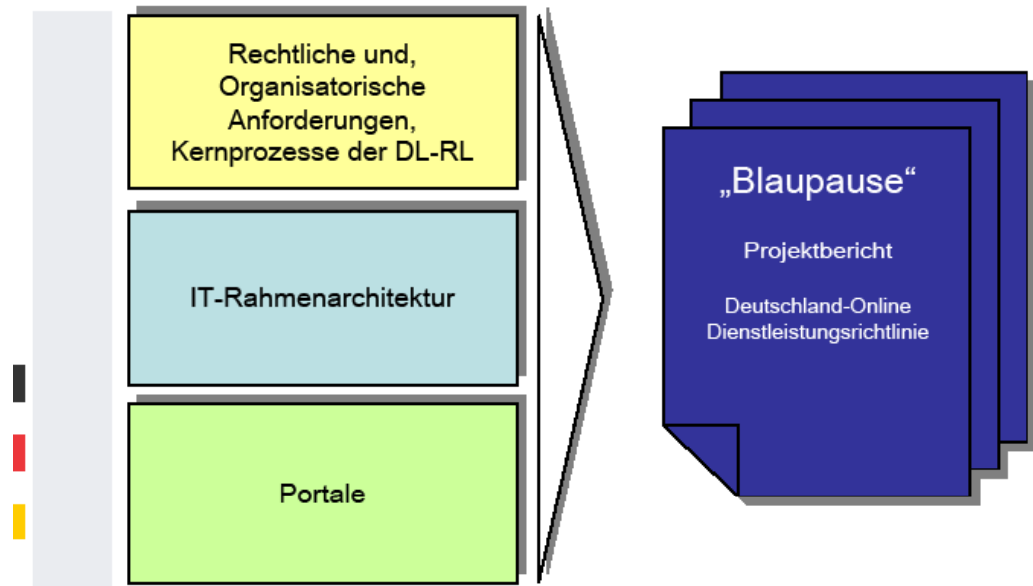 Rechtliche und,
Organisatorische
Anforderungen,
Kernprozesse der DL-RL
IT-Rahmenarchitektur
Portale
„Blaupause“
Projektbericht
Deutschland-Online
Dienstleistungsrichtlinie